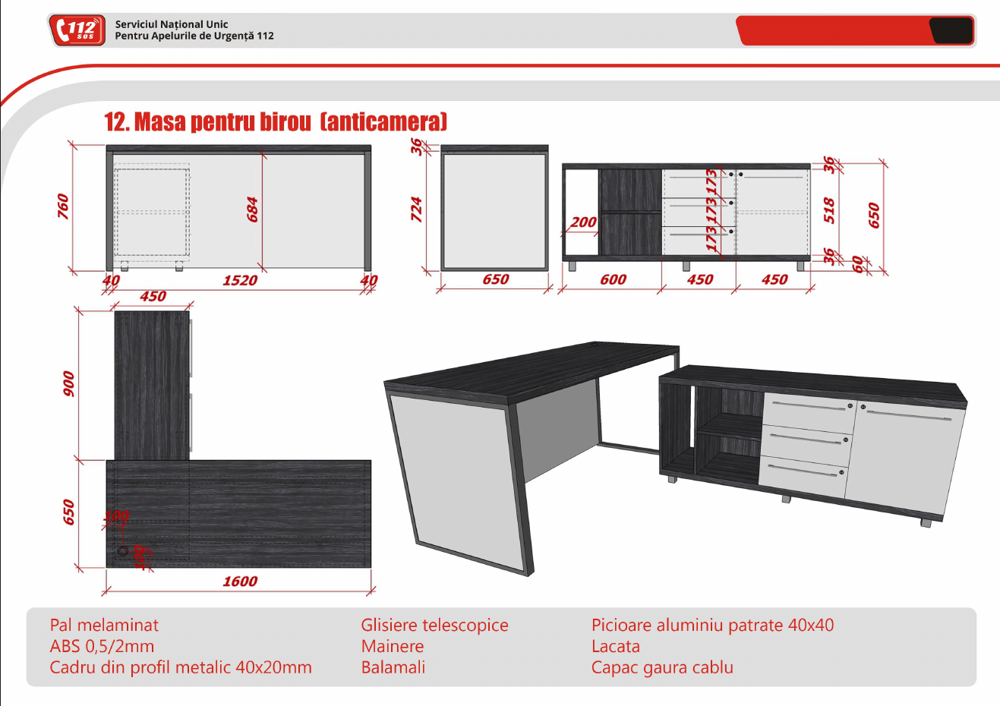 112
SOS
Serviciul Național Unic
Pentru Apelurile de Urgență 112
12. Masa pentru birou (anticamera)
760
684
40
1520
40
36
724
650
200
173
173
173
600
450
450
36
518
36
60
650
450
900
650
100
100
1600
Pal melaminat
ABS 0,5/2mm
Cadru din profil metalic 40x20mm
Glisiere telescopice
Mainere
Balamali
Picioare aluminiu patrate 40x40
Lacata
Capac gaura cablu